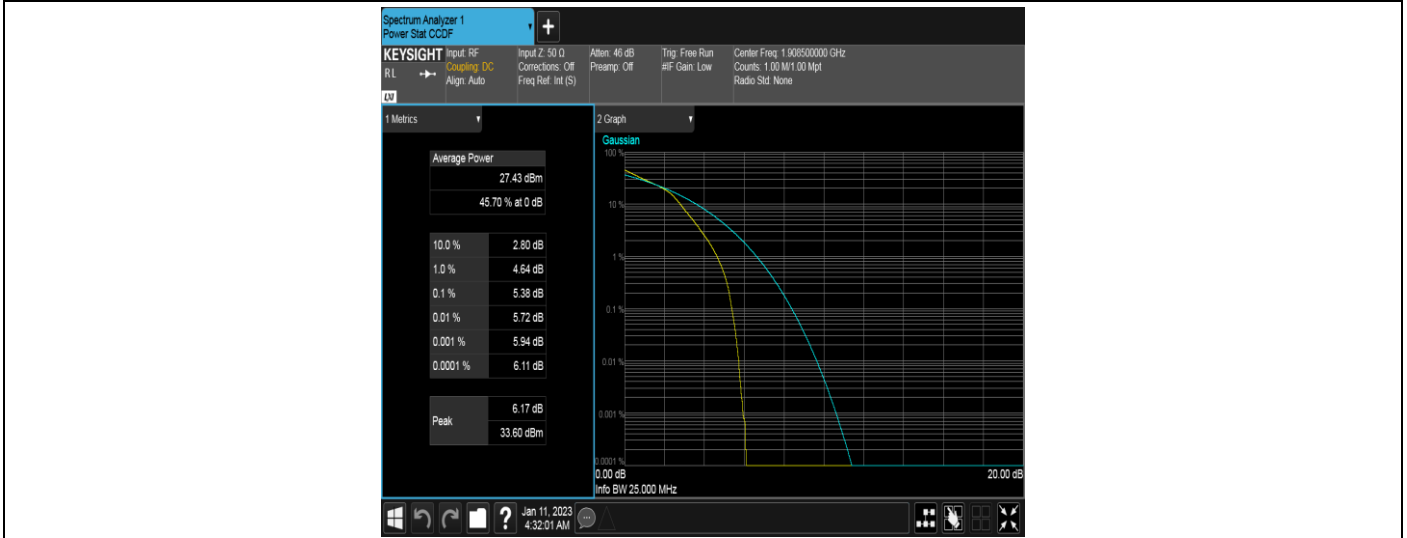 Spectrum Analyzer 1
Power Stat CCDF
KEYSIGHT
RL
LXI
Input: RF
Coupling: DC
Align: Auto
Input Z: 50 Ω
Corrections: Off
Freq Ref: Int (S)
Atten: 46 dB
Preamp: Off
Trig: Free Run
#IF Gain: Low
Center Freq: 1.908500000 GHz
Counts: 1.00 M/1.00 Mpt
Radio Std: None
1 Metrics
Average Power
27.43 dBm
45.70 % at 0 dB
10.0 % 2.80 dB
1.0 % 4.64 dB
0.1 % 5.38 dB
0.01 % 5.72 dB
0.001 % 5.94 dB
0.0001 % 6.11 dB
Peak
6.17 dB
33.60 dBm
2 Graph
Gaussian
100 %
10 %
1 %
0.1 %
0.01 %
0.001 %
0.0001 %
0.00 dB
20.00 dB
Info BW 25.000 MHz
?
Jan 11, 2023
4:32:01 AM